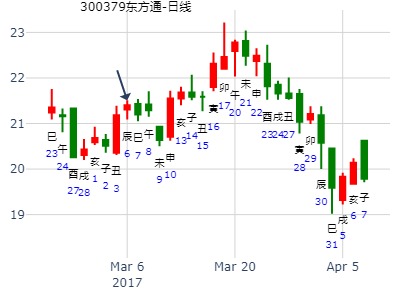 300379东方通-日线
23
22
21
20
19
巳
23
午
24
酉
27
戌
28
亥
1
子
2
丑
3
辰
6
巳
7
午
8
未
9
申
10
亥
13
子
14
丑
15
寅
16
卯
17
午
20
未
21
申
22
酉
23
戌
24
丑
27
寅
28
卯
29
辰
30
巳
31
戌
5
亥
6
子
7
Mar 6
2017
Mar 20
Apr 5